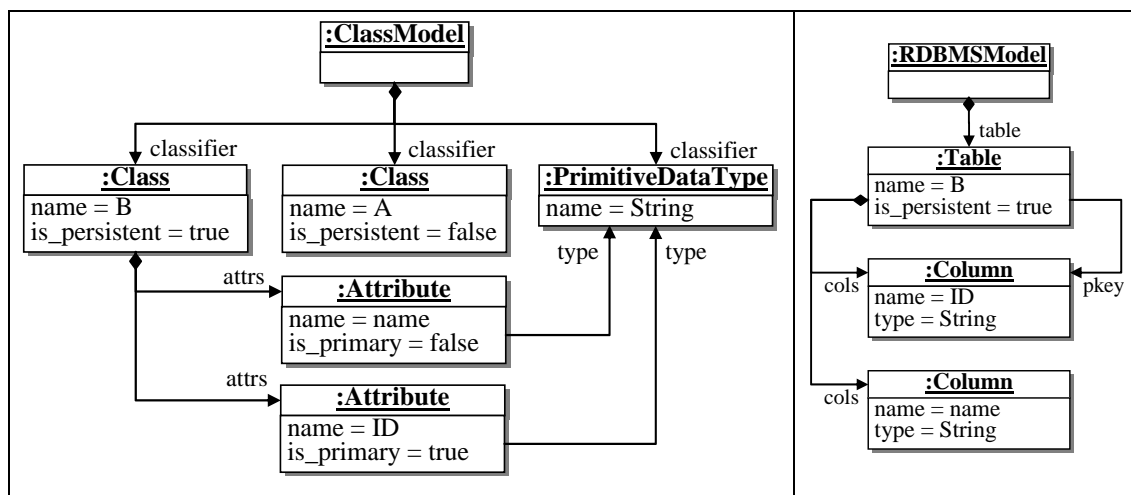 :ClassModel
classifier
classifier
classifier
:Class
name = B
is_persistent = true
:Class
name = A
is_persistent = false
:PrimitiveDataType
name = String
type
type
attrs
:Attribute
name = name
is_primary = false
attrs
:Attribute
name = ID
is_primary = true
:RDBMSModel
table
:Table
name = B
is_persistent = true
cols
pkey
:Column
name = ID
type = String
cols
:Column
name = name
type = String